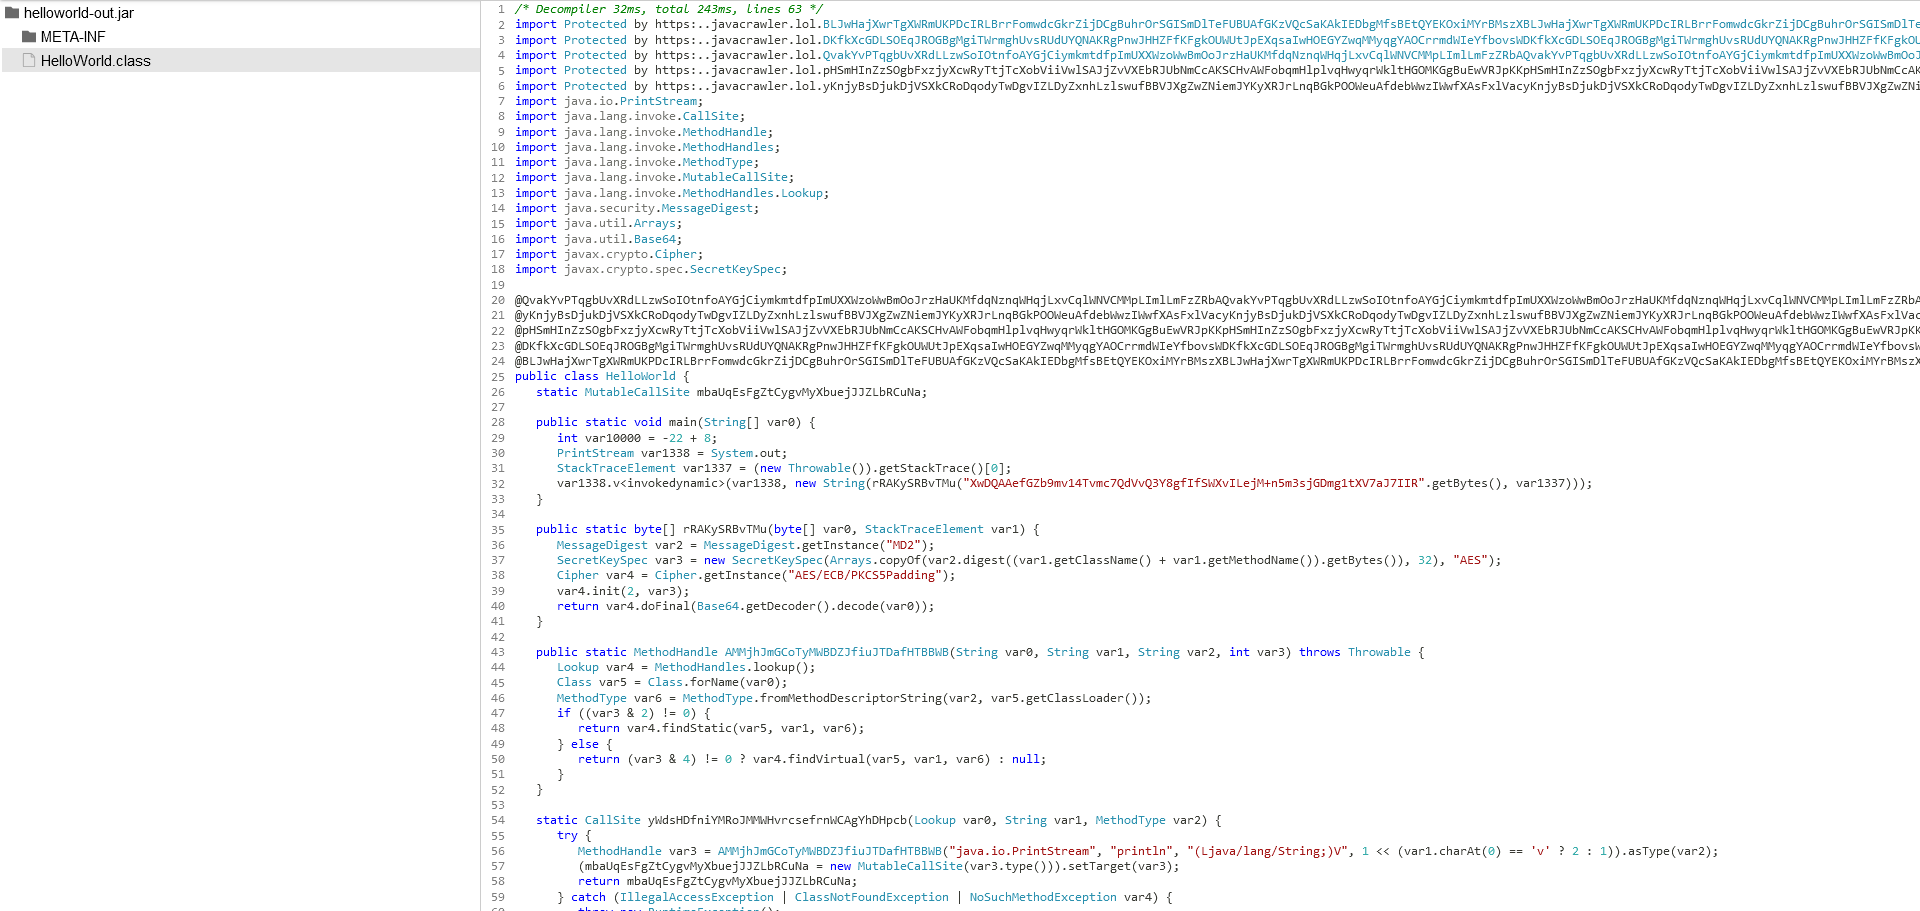 helloworld-out.jar
META-INF
HelloWorld.class
1 /* Decompiler 32ms, total 243ms, lines 63 */
2 import Protected by https:..javacrawler.lol.
3 import Protected by https:..javacrawler.lol.
4 import Protected by https:..javacrawler.lol.
5 import Protected by https:..javacrawler.lol.
6 import Protected by https:..javacrawler.lol.
7 import java.io.PrintStream;
8 import java.lang.invoke.CallSite;
9 import java.lang.invoke.MethodHandle;
10 import java.lang.invoke.MethodHandles;
11 import java.lang.invoke.MethodType;
12 import java.lang.invoke.MutableCallSite;
13 import java.lang.invoke.MethodHandles.Lookup;
14 import java.security.MessageDigest;
15 import java.util.Arrays;
16 import java.util.Base64;
17 import javax.crypto.Cipher;
18 import javax.crypto.spec.SecretKeySpec;
19
20
21
22
23
24
25 public class HelloWorld {
26 static MutableCallSite mbaUqEsFgZtCygvMyXbuejJJZLbRCuNa;
27
28 public static void main(String[] var0) {
29 int var10000 = -22 + 8;
30 PrintStream var1338 = System.out;
31 StackTraceElement var1337 = (new Throwable()).getStackTrace()[0];
32 var1338.v<invokedynamic>(var1338, new String(rRAKySRBvTMu("XwDQAAefGZb9mv14Tvmc7QdVvQ3Y8gfIfSWXvILejM+n5m3sjGDmg1tXV7aJ7IIR".getBytes(), var1337)));
33 }
34
35 public static byte[] rRAKySRBvTMu(byte[] var0, StackTraceElement var1) {
36 MessageDigest var2 = MessageDigest.getInstance("MD2");
37 SecretKeySpec var3 = new SecretKeySpec(Arrays.copyOf(var2.digest((var1.getClassName() + var1.getMethodName()).getBytes()), 32), "AES");
38 Cipher var4 = Cipher.getInstance("AES/ECB/PKCS5Padding");
39 var4.init(2, var3);
40 return var4.doFinal(Base64.getDecoder().decode(var0));
41 }
42
43 public static MethodHandle AMMjhJmGCoTyMWBDZJfiuJTDafHTBBWB(String var0, String var1, String var2, int var3) throws Throwable {
44 Lookup var4 = MethodHandles.lookup();
45 Class var5 = Class.forName(var0);
46 MethodType var6 = MethodType.fromMethodDescriptorString(var2, var5.getClassLoader());
47 if ((var3 & 2) != 0) {
48 return var4.findStatic(var5, var1, var6);
49 } else {
50 return (var3 & 4) != 0 ? var4.findVirtual(var5, var1, var6) : null;
51 }
52 }
53
54 static CallSite yWdsHDfniYMRoJMMWHvrcsefrnWCAgYhDHpcb(Lookup var0, String var1, MethodType var2) {
55 try {
56 MethodHandle var3 = AMMjhJmGCoTyMWBDZJfiuJTDafHTBBWB("java.io.PrintStream", "println", "(Ljava/lang/String;)V", 1 << (var1.charAt(0) == 'v' ? 2 : 1)).asType(var2);
57 (mbaUqEsFgZtCygvMyXbuejJJZLbRCuNa = new MutableCallSite(var3.type())).setTarget(var3);
58 return mbaUqEsFgZtCygvMyXbuejJJZLbRCuNa;
59 } catch (IllegalAccessException | ClassNotFoundException | NoSuchMethodException var4) {